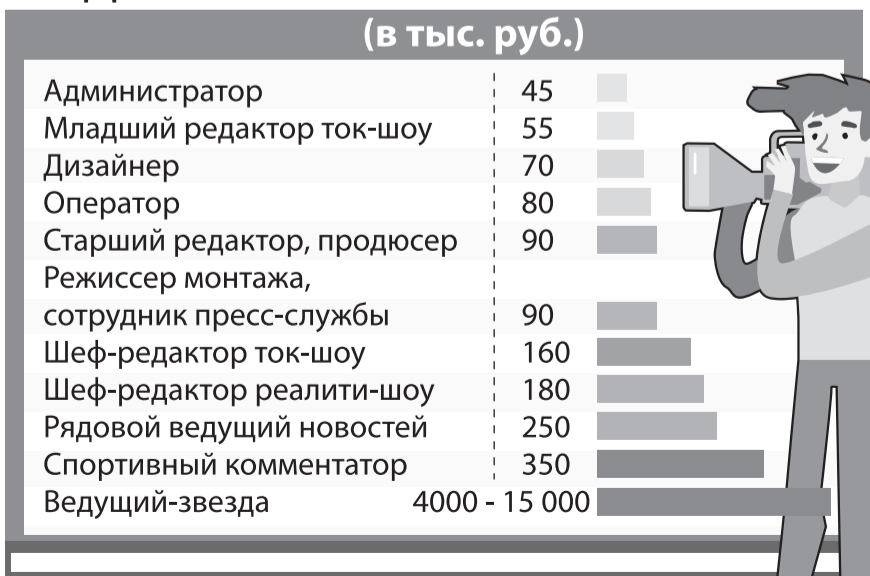 (в тыс. руб.)
Администратор 45
Младший редактор ток-шоу 55
Дизайнер 70
Оператор 80
Старший редактор, продюсер 90
Режиссер монтажа,
сотрудник пресс-службы 90
Шеф-редактор ток-шоу 160
Шеф-редактор реалити-шоу 180
Рядовой ведущий новостей 250
Спортивный комментатор 350
Ведущий-звезда 4000 - 15 000